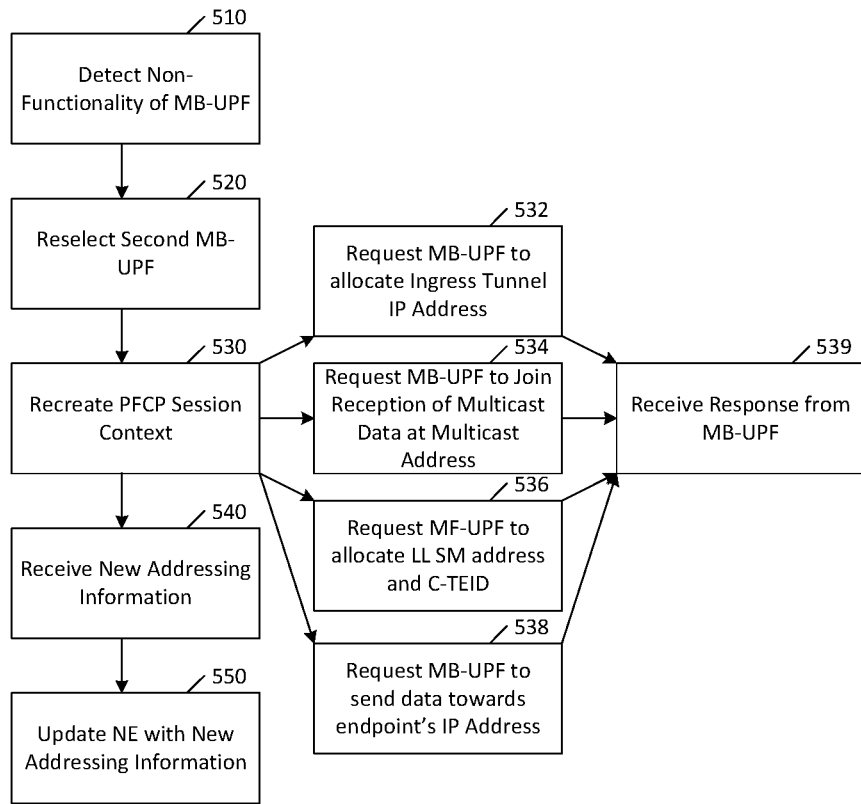 510
Detect Non-
Functionality of MB-UPF
520
Reselect Second MB-
UPF
530
Recreate PFCP Session
Context
540
Receive New Addressing
Information
550
Update NE with New
Addressing Information
532
Request MB-UPF to
allocate Ingress Tunnel
IP Address
534
Request MB-UPF to Join
Reception of Multicast
Data at Multicast
Address
536
Request MF-UPF to
allocate LL SM address
and C-TEID
538
Request MB-UPF to
send data towards
endpoint's IP Address
539
Receive Response from
MB-UPF